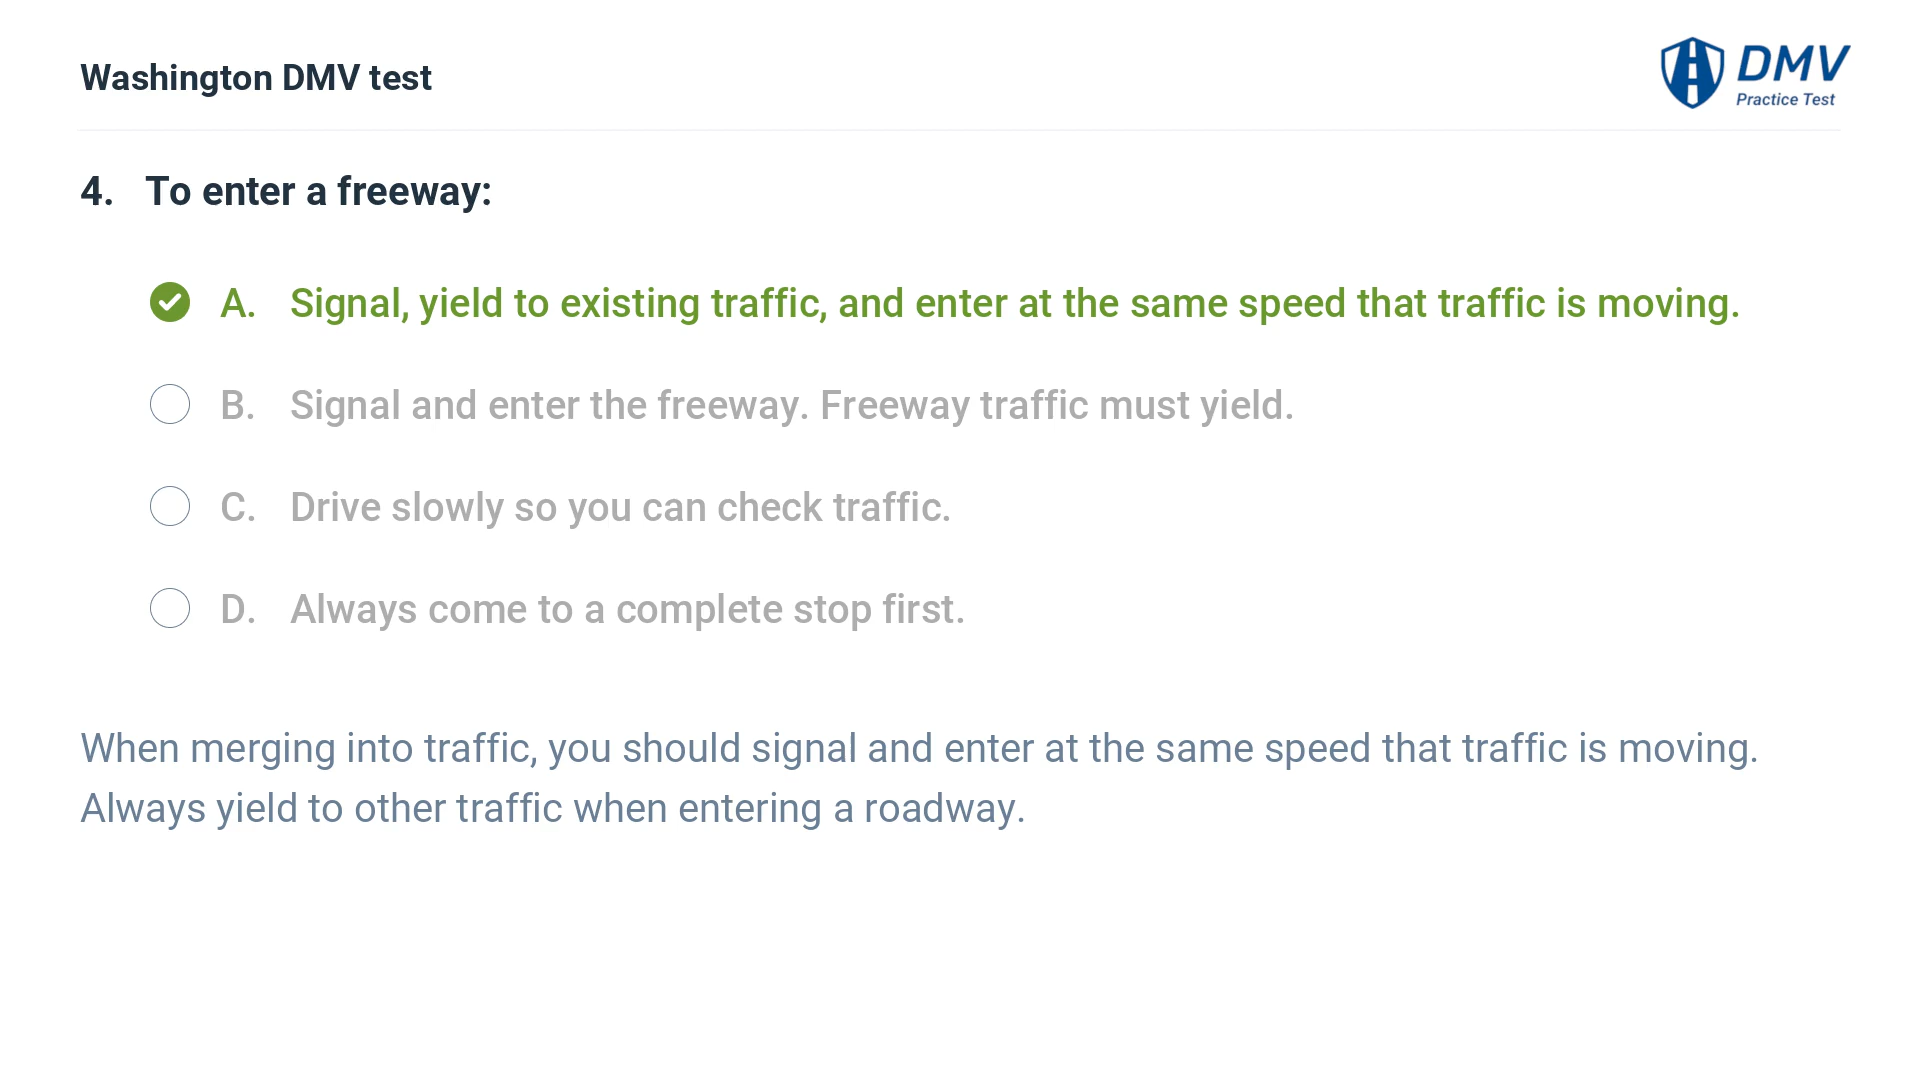 Washington DMV test
DMV
Practice Test
4. To enter a freeway:
A. Signal, yield to existing traffic, and enter at the same speed that traffic is moving.
B. Signal and enter the freeway. Freeway traffic must yield.
C. Drive slowly so you can check traffic.
D. Always come to a complete stop first.
When merging into traffic, you should signal and enter at the same speed that traffic is moving.
Always yield to other traffic when entering a roadway.